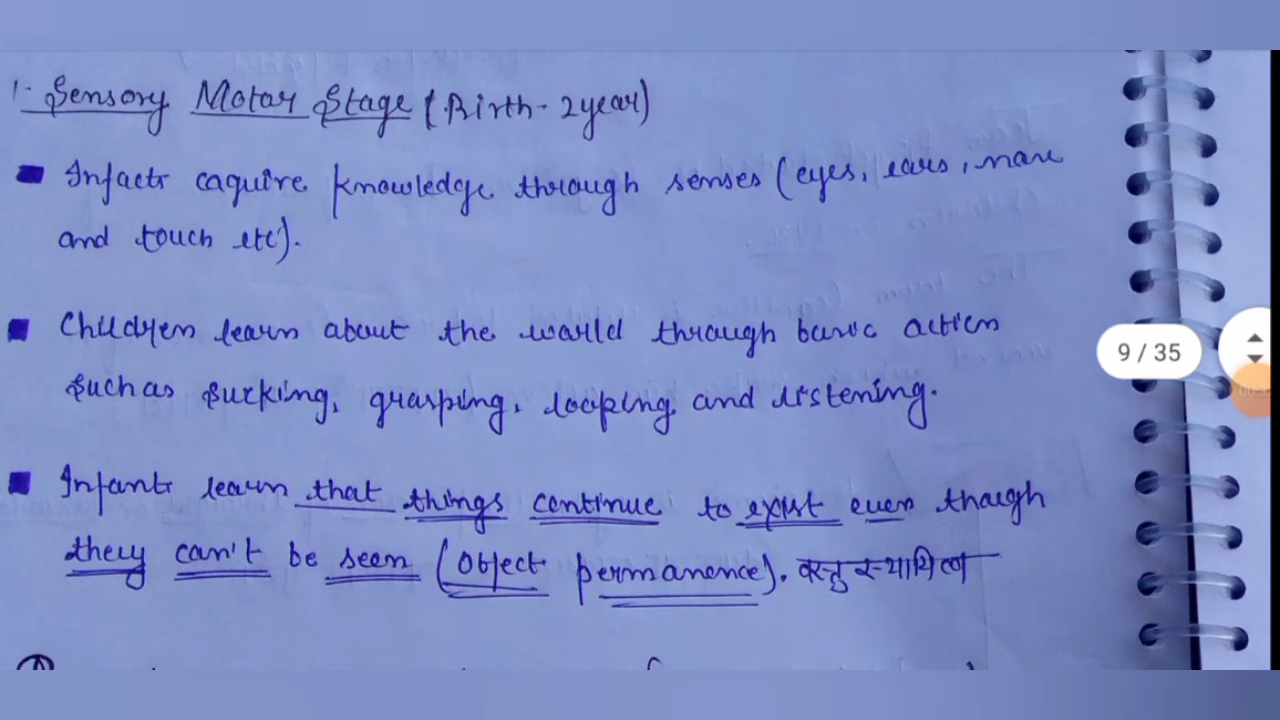 1. Sensory Motor Stage (Birth - 2year)
Infacts caquire knowledge through senses (eyes, ears, nose
and touch etc).
Children learn about the world through basic action
Such as sucking, grasping, looping and listening.
9 / 35
Infants learn that things continue to exist even though
they can't be seen (Object permanence). वस्तु स्थायित्व